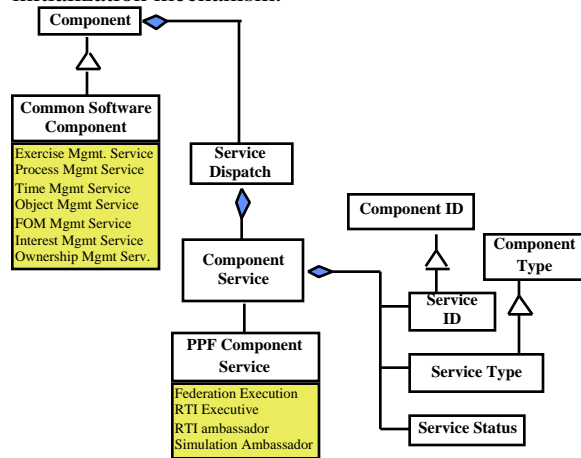 initialization mechanism.
Component
Common Software
Component
Exercise Mgmt. Service
Process Mgmt Service
Time Mgmt Service
Object Mgmt Service
FOM Mgmt Service
Interest Mgmt Service
Ownership Mgmt Serv.
Service
Dispatch
Component ID
Component
Type
Component
Service
Service
ID
PPF Component
Service
Service Type
Federation Execution
RTI Executive
RTI ambassador
Simulation Ambassador
Service Status